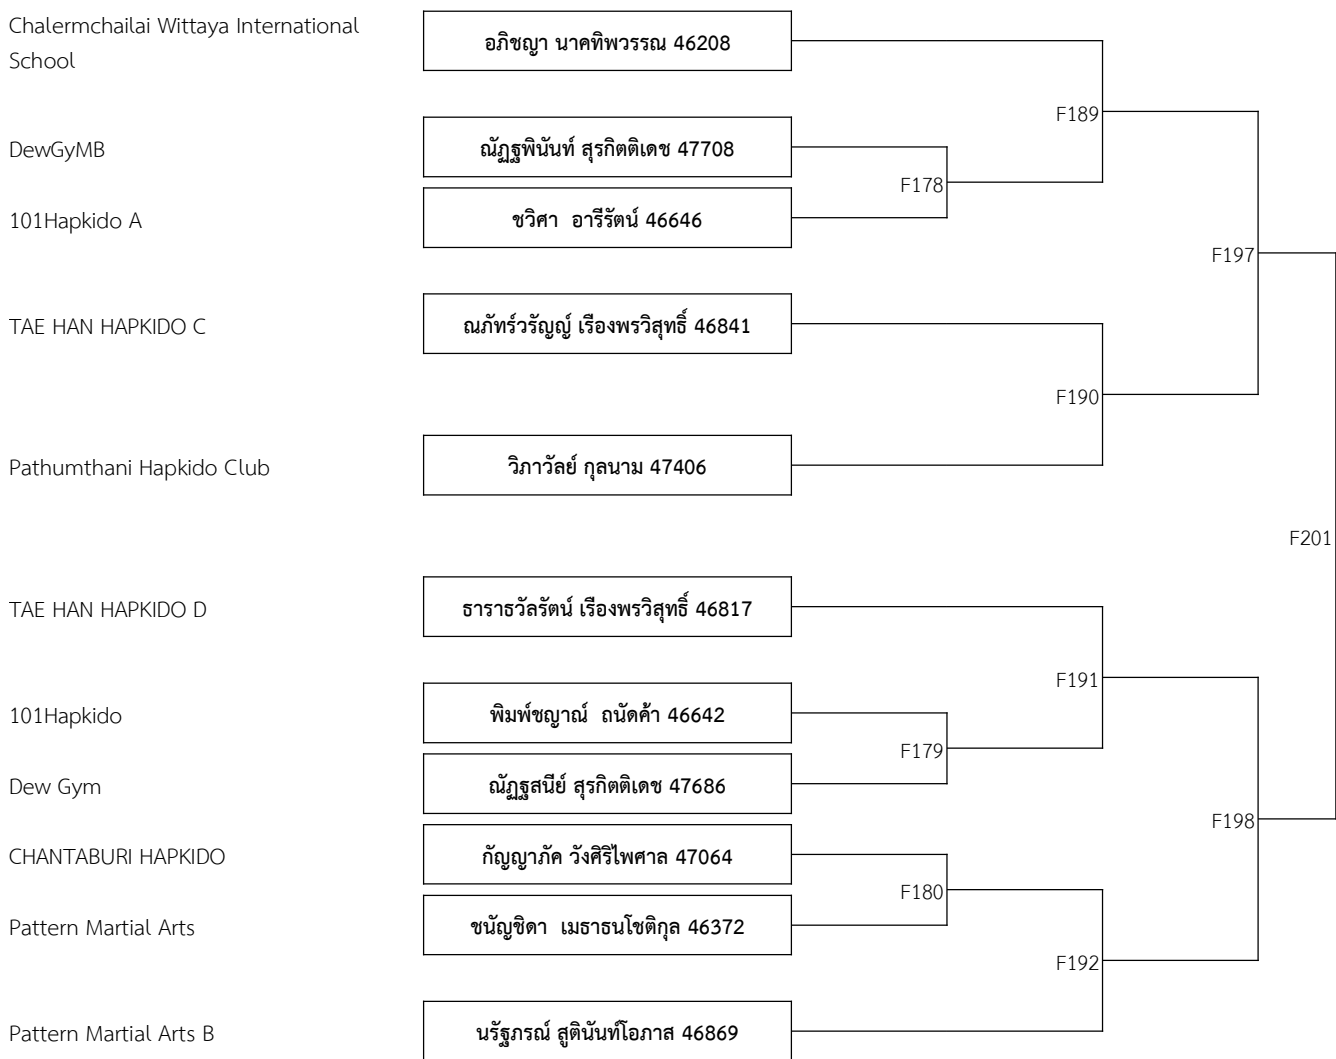 Chalermchailai Wittaya International
School
อภิชญา นาคทิพวรรณ 46208
F189
DewGyMB
ณัฏฐพินันท์ สุรกิตติเดช 47708
F178
101Hapkido A
ชวิศา  อารีรัตน์ 46646
F197
TAE HAN HAPKIDO C
ณภัทร์วรัญญ์ เรืองพรวิสุทธิ์ 46841
F190
Pathumthani Hapkido Club
วิภาวัลย์ กุลนาม 47406
F201
TAE HAN HAPKIDO D
ธาราธวัลรัตน์ เรืองพรวิสุทธิ์ 46817
F191
101Hapkido
พิมพ์ชญาณ์  ถนัดค้า 46642
F179
Dew Gym
ณัฏฐสนีย์ สุรกิตติเดช 47686
F198
CHANTABURI HAPKIDO
กัญญาภัค วังศิริไพศาล 47064
F180
Pattern Martial Arts
ชนัญชิดา  เมธาธนโชติกุล 46372
F192
Pattern Martial Arts B
นรัฐภรณ์ สูตินันท์โอภาส 46869